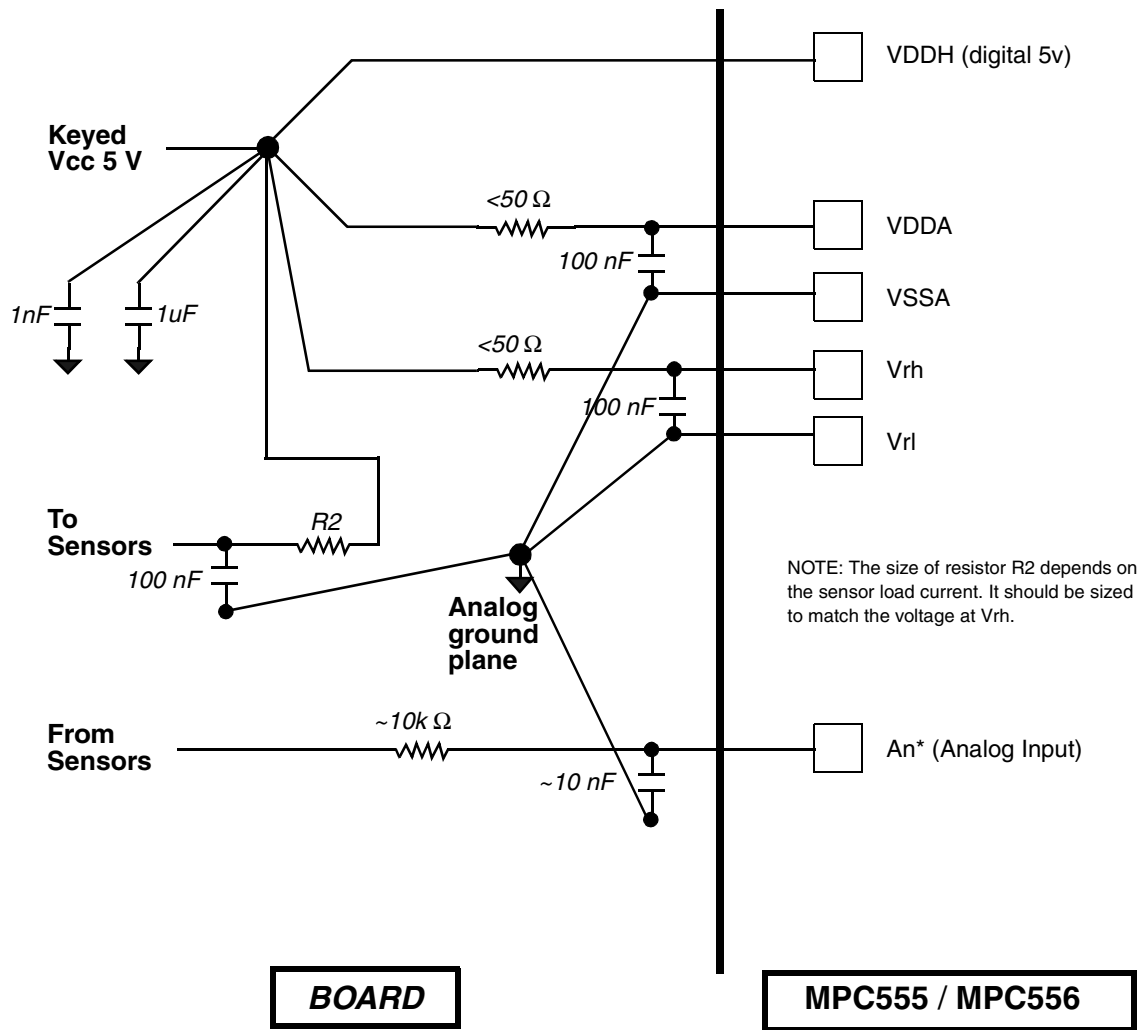 VDDH (digital 5v)
Keyed
Vcc 5 V
<50 Ω
VDDA
100 nF
VSSA
1nF
1uF
<50 Ω
Vrh
100 nF
Vrl
To
Sensors
R2
100 nF
Analog
ground
plane
NOTE: The size of resistor R2 depends on
the sensor load current. It should be sized
to match the voltage at Vrh.
From
Sensors
~10k Ω
An* (Analog Input)
~10 nF
BOARD
MPC555 / MPC556